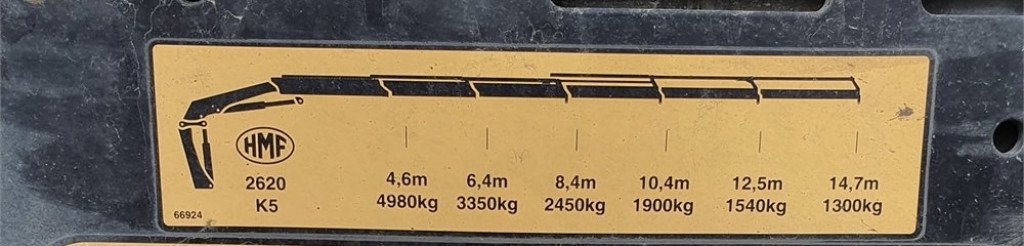 HMF
2620
K5
66924
4,6m 6,4m 8,4m 10,4m 12,5m 14,7m
4980kg 3350kg 2450kg 1900kg 1540kg 1300kg